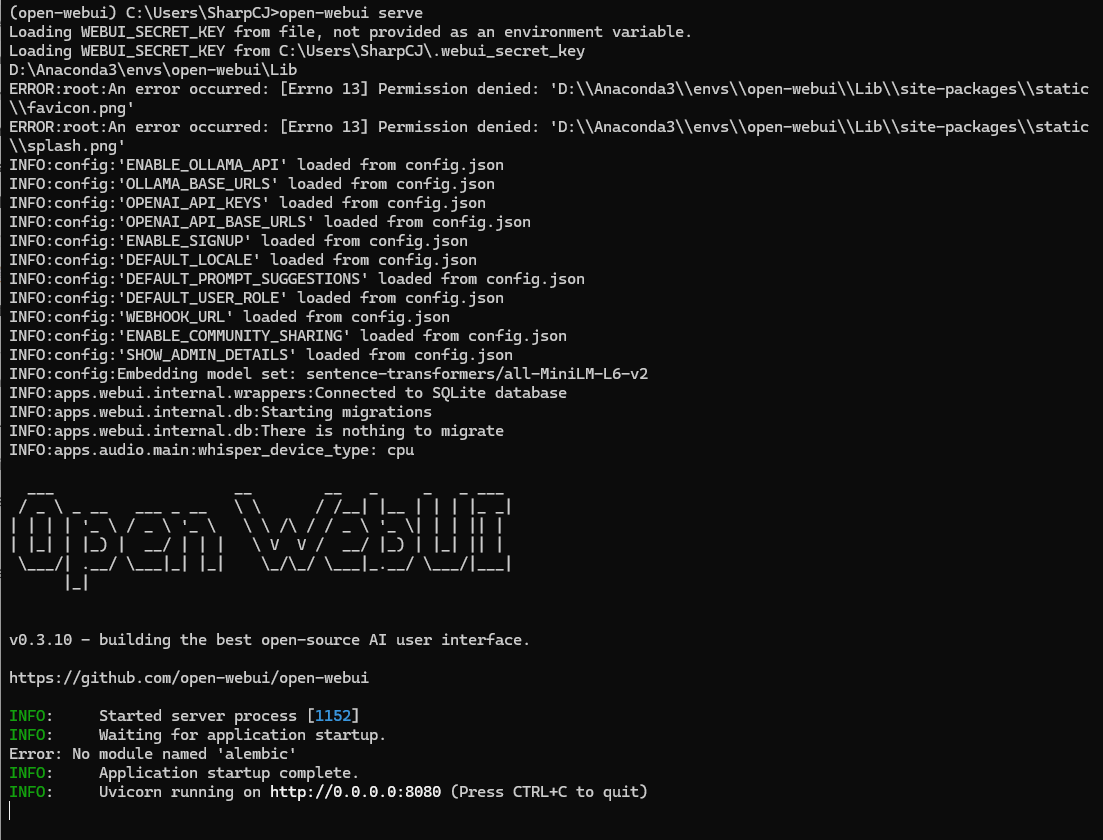 (open-webui) C:\Users\SharpCJ>open-webui serve
Loading WEBUI_SECRET_KEY from file, not provided as an environment variable.
Loading WEBUI_SECRET_KEY from C:\Users\SharpCJ\.webui_secret_key
D:\Anaconda3\envs\open-webui\Lib
ERROR:root:An error occurred: [Errno 13] Permission denied: 'D:\\Anaconda3\\envs\\open-webui\\Lib\\site-packages\\static
\\favicon.png'
ERROR:root:An error occurred: [Errno 13] Permission denied: 'D:\\Anaconda3\\envs\\open-webui\\Lib\\site-packages\\static
\\splash.png'
INFO:config:'ENABLE_OLLAMA_API' loaded from config.json
INFO:config:'OLLAMA_BASE_URLS' loaded from config.json
INFO:config:'OPENAI_API_KEYS' loaded from config.json
INFO:config:'OPENAI_API_BASE_URLS' loaded from config.json
INFO:config:'ENABLE_SIGNUP' loaded from config.json
INFO:config:'DEFAULT_LOCALE' loaded from config.json
INFO:config:'DEFAULT_PROMPT_SUGGESTIONS' loaded from config.json
INFO:config:'DEFAULT_USER_ROLE' loaded from config.json
INFO:config:'WEBHOOK_URL' loaded from config.json
INFO:config:'ENABLE_COMMUNITY_SHARING' loaded from config.json
INFO:config:'SHOW_ADMIN_DETAILS' loaded from config.json
INFO:config:Embedding model set: sentence-transformers/all-MiniLM-L6-v2
INFO:apps.webui.internal.wrappers:Connected to SQLite database
INFO:apps.webui.internal.db:Starting migrations
INFO:apps.webui.internal.db:There is nothing to migrate
INFO:apps.audio.main:whisper_device_type: cpu
Open WebUI
v0.3.10 - building the best open-source AI user interface.
https://github.com/open-webui/open-webui
INFO:     Started server process [1152]
INFO:     Waiting for application startup.
Error: No module named 'alembic'
INFO:     Application startup complete.
INFO:     Uvicorn running on http://0.0.0.0:8080 (Press CTRL+C to quit)